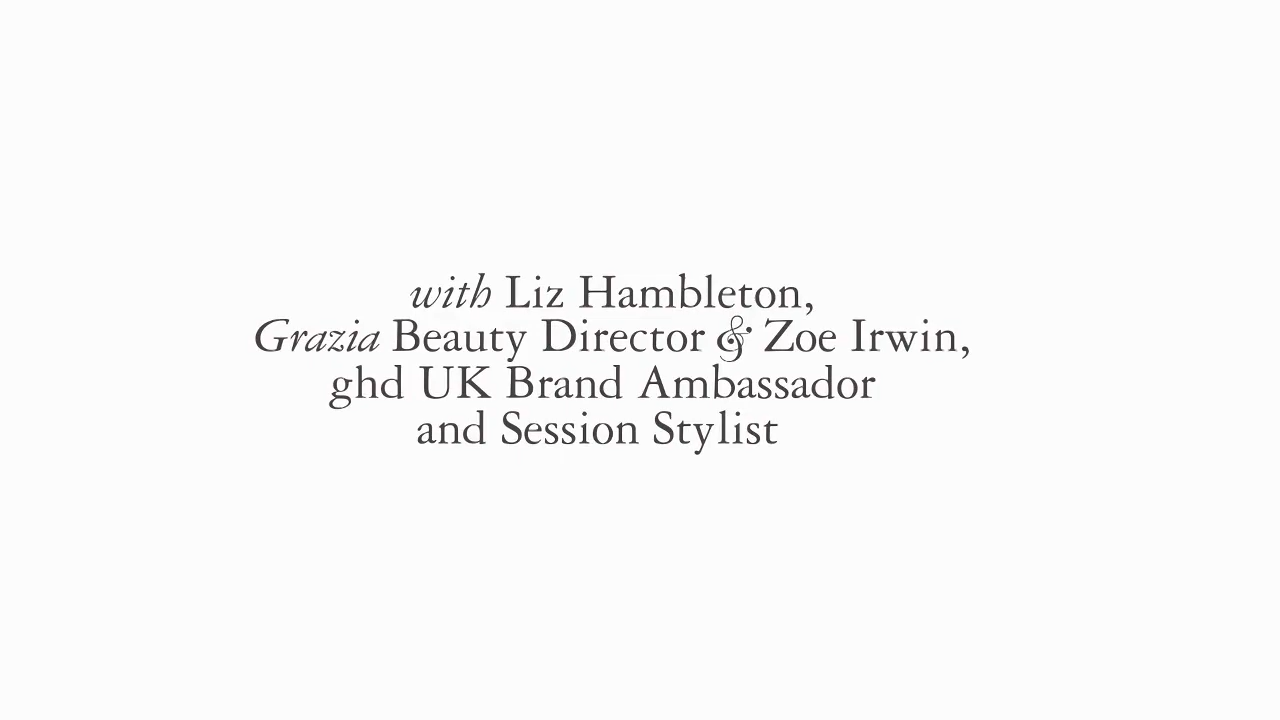 with Liz Hambleton,
Grazia Beauty Director & Zoe Irwin,
ghd UK Brand Ambassador
and Session Stylist